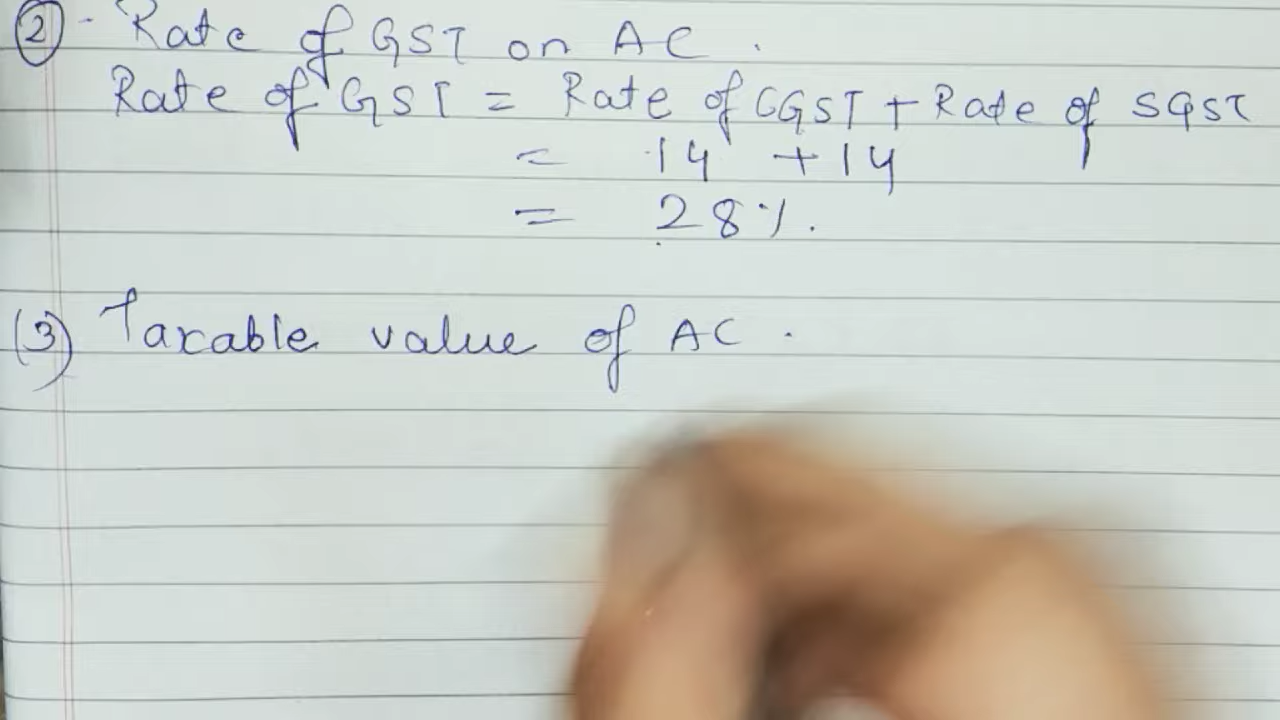 ② - Rate of GST on AC.
Rate of GST = Rate of CGST + Rate of SGST
= 14 + 14
= 28%.
(3) Taxable value of AC.